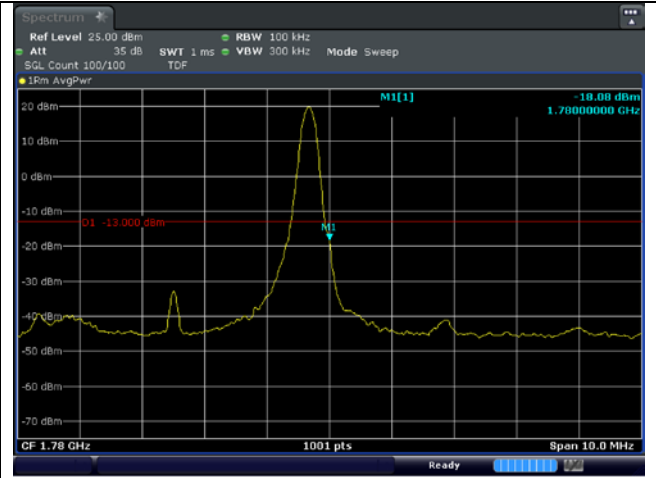 Spectrum
Ref Level 25.00 dBm RBW 100 kHz
Att 35 dB SWT 1 ms VBW 300 kHz Mode Sweep
SGL Count 100/100 TDF
1Rm AvgPwr
M1[1] -18.08 dBm
1.78000000 GHz
20 dBm
10 dBm
0 dBm
-10 dBm
D1 -13.000 dBm
M1
-20 dBm
-30 dBm
-40 dBm
-50 dBm
-60 dBm
-70 dBm
CF 1.78 GHz 1001 pts Span 10.0 MHz
Ready